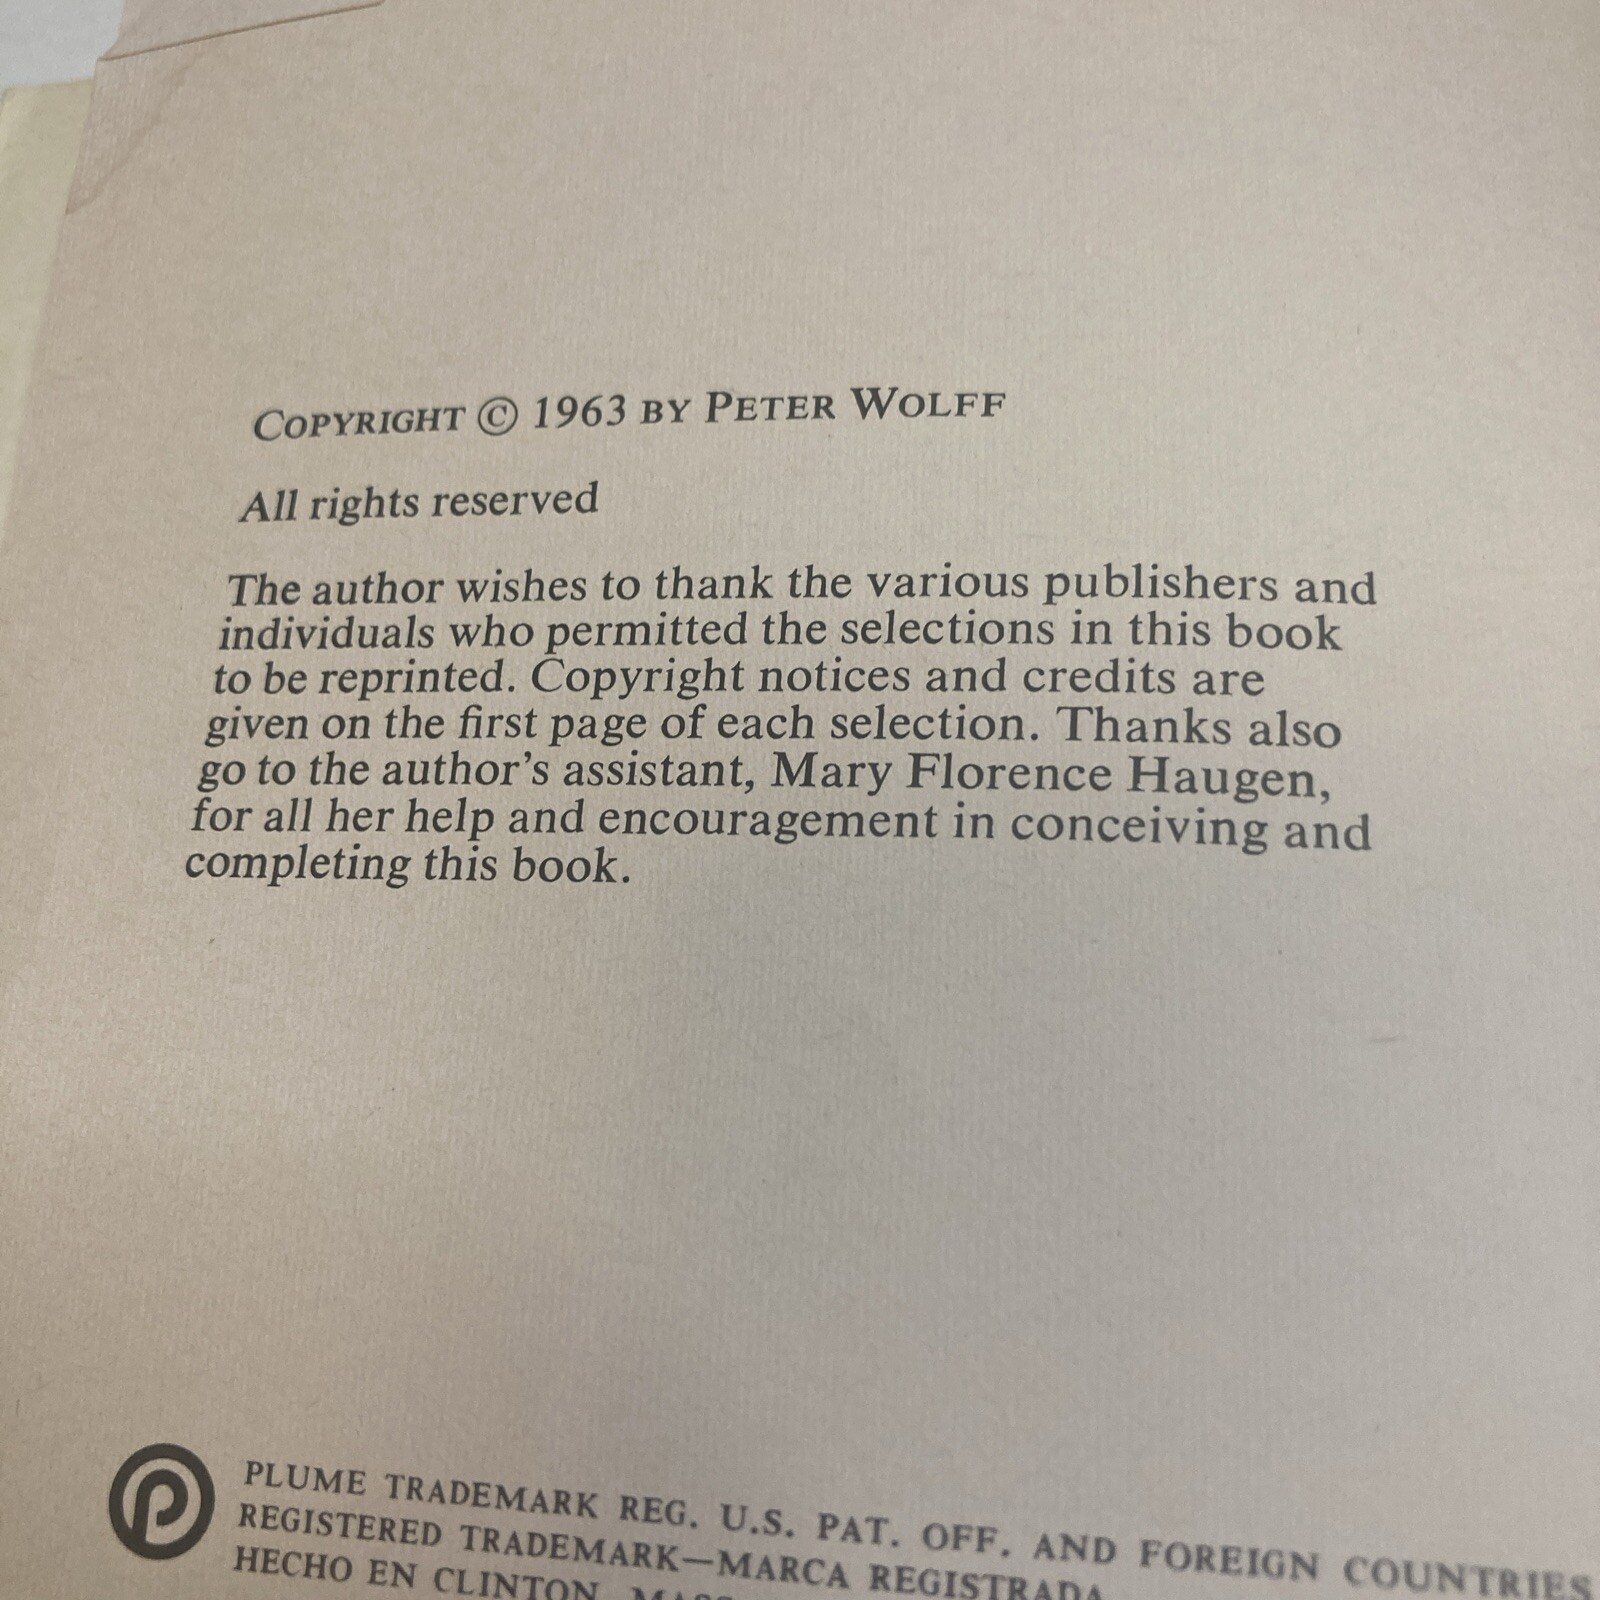 COPYRIGHT © 1963 BY PETER WOLFF
All rights reserved
The author wishes to thank the various publishers and
individuals who permitted the selections in this book
to be reprinted. Copyright notices and credits are
given on the first page of each selection. Thanks also
go to the author's assistant, Mary Florence Haugen,
for all her help and encouragement in conceiving and
completing this book.
PLUME TRADEMARK REG. U.S. PAT. OFF. AND FOREIGN COUNTRIES
REGISTERED TRADEMARK—MARCA REGISTRADA
HECHO EN CLINTON, MASS